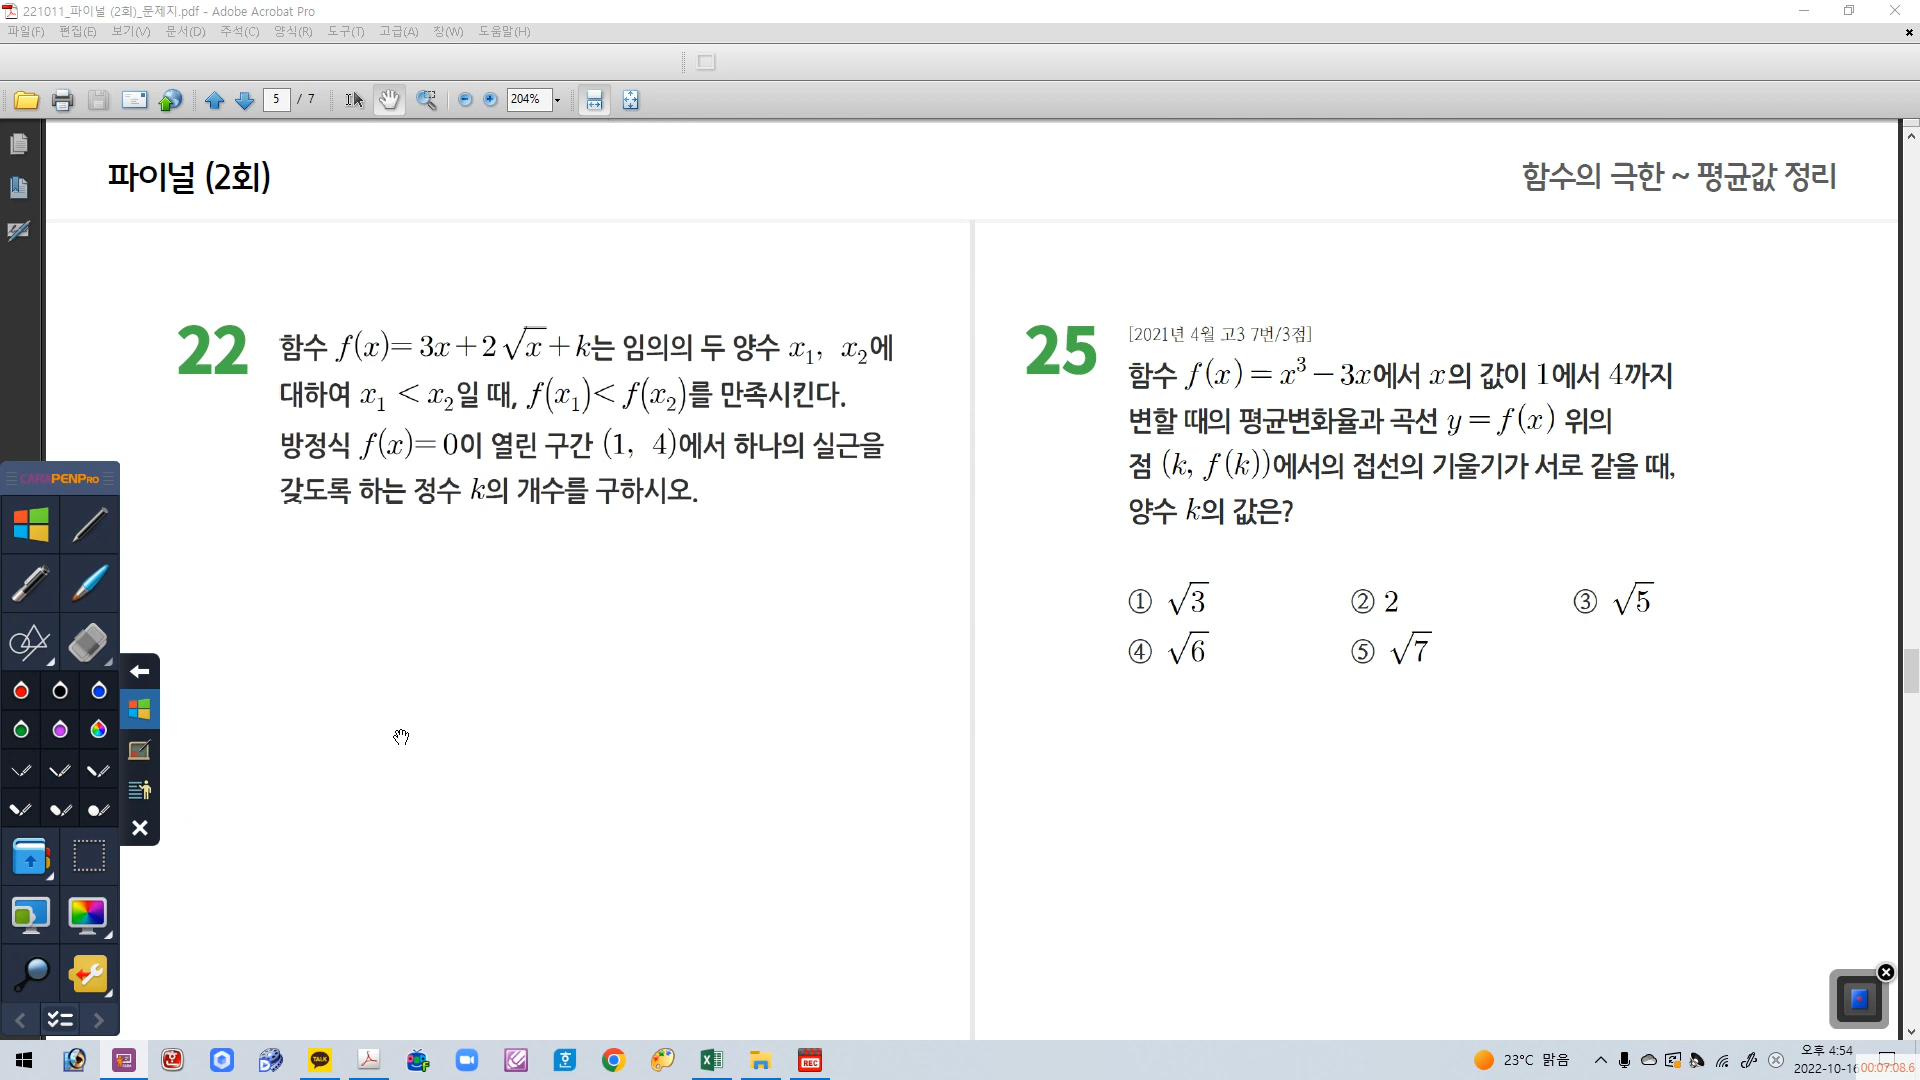 221011_파이널 (2회)_문제지.pdf - Adobe Acrobat Pro
파일(F) 편집(E) 보기(V) 문서(D) 주석(C) 양식(R) 도구(T) 고급(A) 창(W) 도움말(H)
5 / 7 204%
파이널 (2회)
함수의 극한 ~ 평균값 정리
22
함수 f(x)=3x+2√x+k는 임의의 두 양수 x₁, x₂에
대하여 x₁ < x₂일 때, f(x₁)<f(x₂)를 만족시킨다.
방정식 f(x)=0이 열린 구간 (1, 4)에서 하나의 실근을
갖도록 하는 정수 k의 개수를 구하시오.
25
[2021년 4월 고3 7번/3점]
함수 f(x)=x³-3x에서 x의 값이 1에서 4까지
변할 때의 평균변화율과 곡선 y=f(x) 위의
점 (k, f(k))에서의 접선의 기울기가 서로 같을 때,
양수 k의 값은?
① √3 ② 2 ③ √5
④ √6 ⑤ √7
CARAPENPRO
TALK
REC
23°C 맑음
오후 4:54
2022-10-16
00:07:08.6